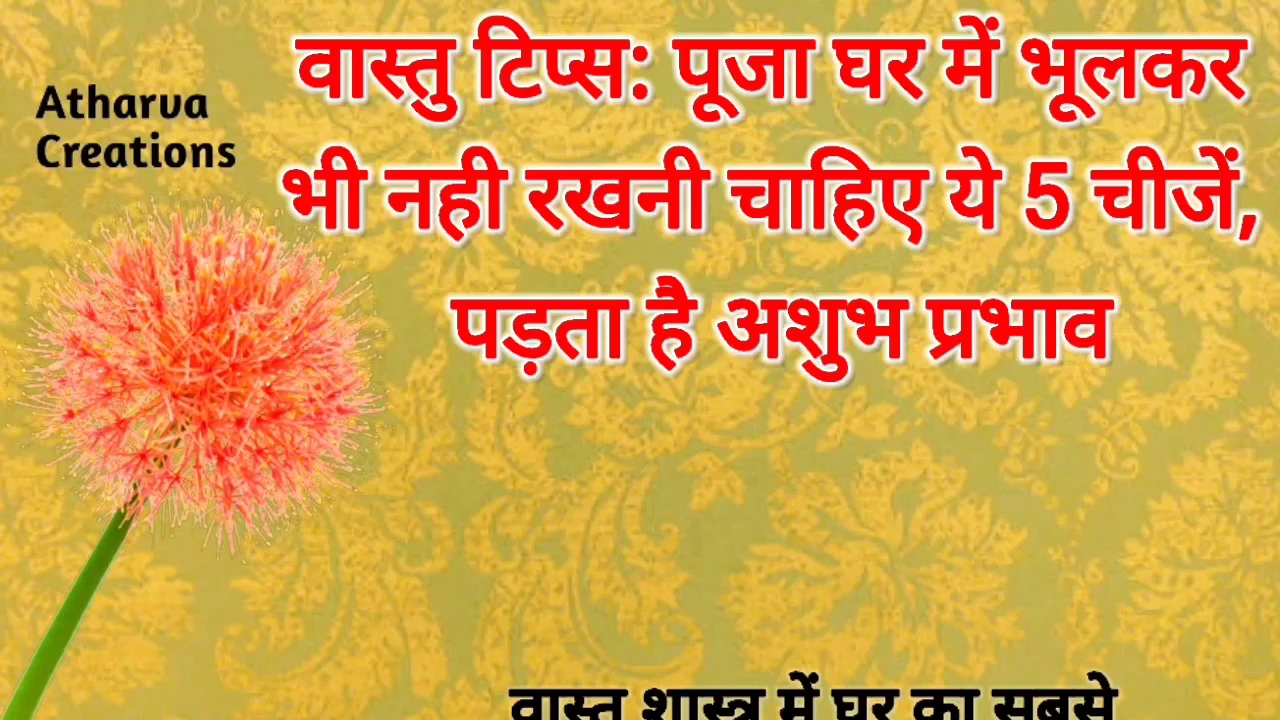 Atharva
Creations
वास्तु टिप्स: पूजा घर में भूलकर
भी नही रखनी चाहिए ये 5 चीजें,
पड़ता है अशुभ प्रभाव
वास्तु शास्त्र में घर का सबसे